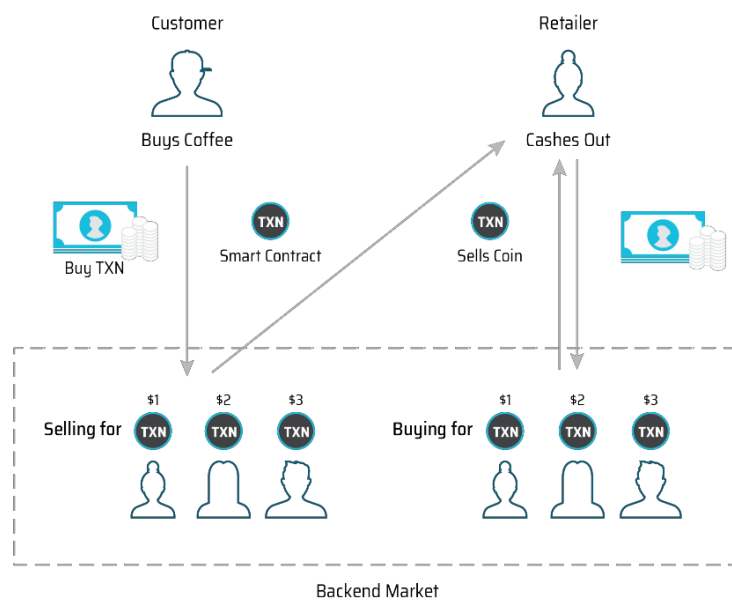 Customer
Retailer
Buys Coffee
Cashes Out
TXN
TXN
Buy TXN
Smart Contract
Sells Coin
$1 $2 $3
Selling for TXN TXN TXN
$1 $2 $3
Buying for TXN TXN TXN
Backend Market